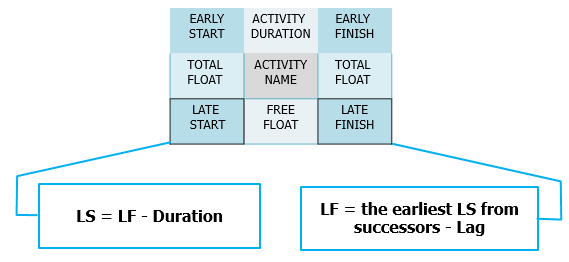 EARLY START ACTIVITY DURATION EARLY FINISH
TOTAL FLOAT ACTIVITY NAME TOTAL FLOAT
LATE START FREE FLOAT LATE FINISH
LS = LF - Duration
LF = the earliest LS from
successors - Lag